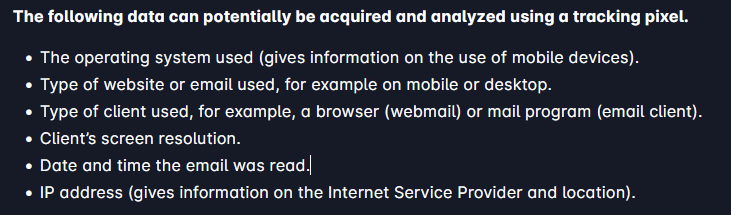 The following data can potentially be acquired and analyzed using a tracking pixel.
• The operating system used (gives information on the use of mobile devices).
• Type of website or email used, for example on mobile or desktop.
• Type of client used, for example, a browser (webmail) or mail program (email client).
• Client’s screen resolution.
• Date and time the email was read.
• IP address (gives information on the Internet Service Provider and location).